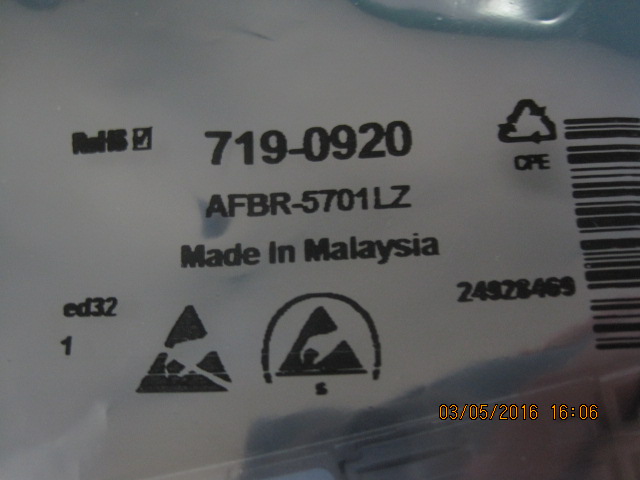 RoHS 719-0920
CPE
AFBR-5701LZ
Made In Malaysia
24928469
ed32
1
S
03/05/2016 16:06